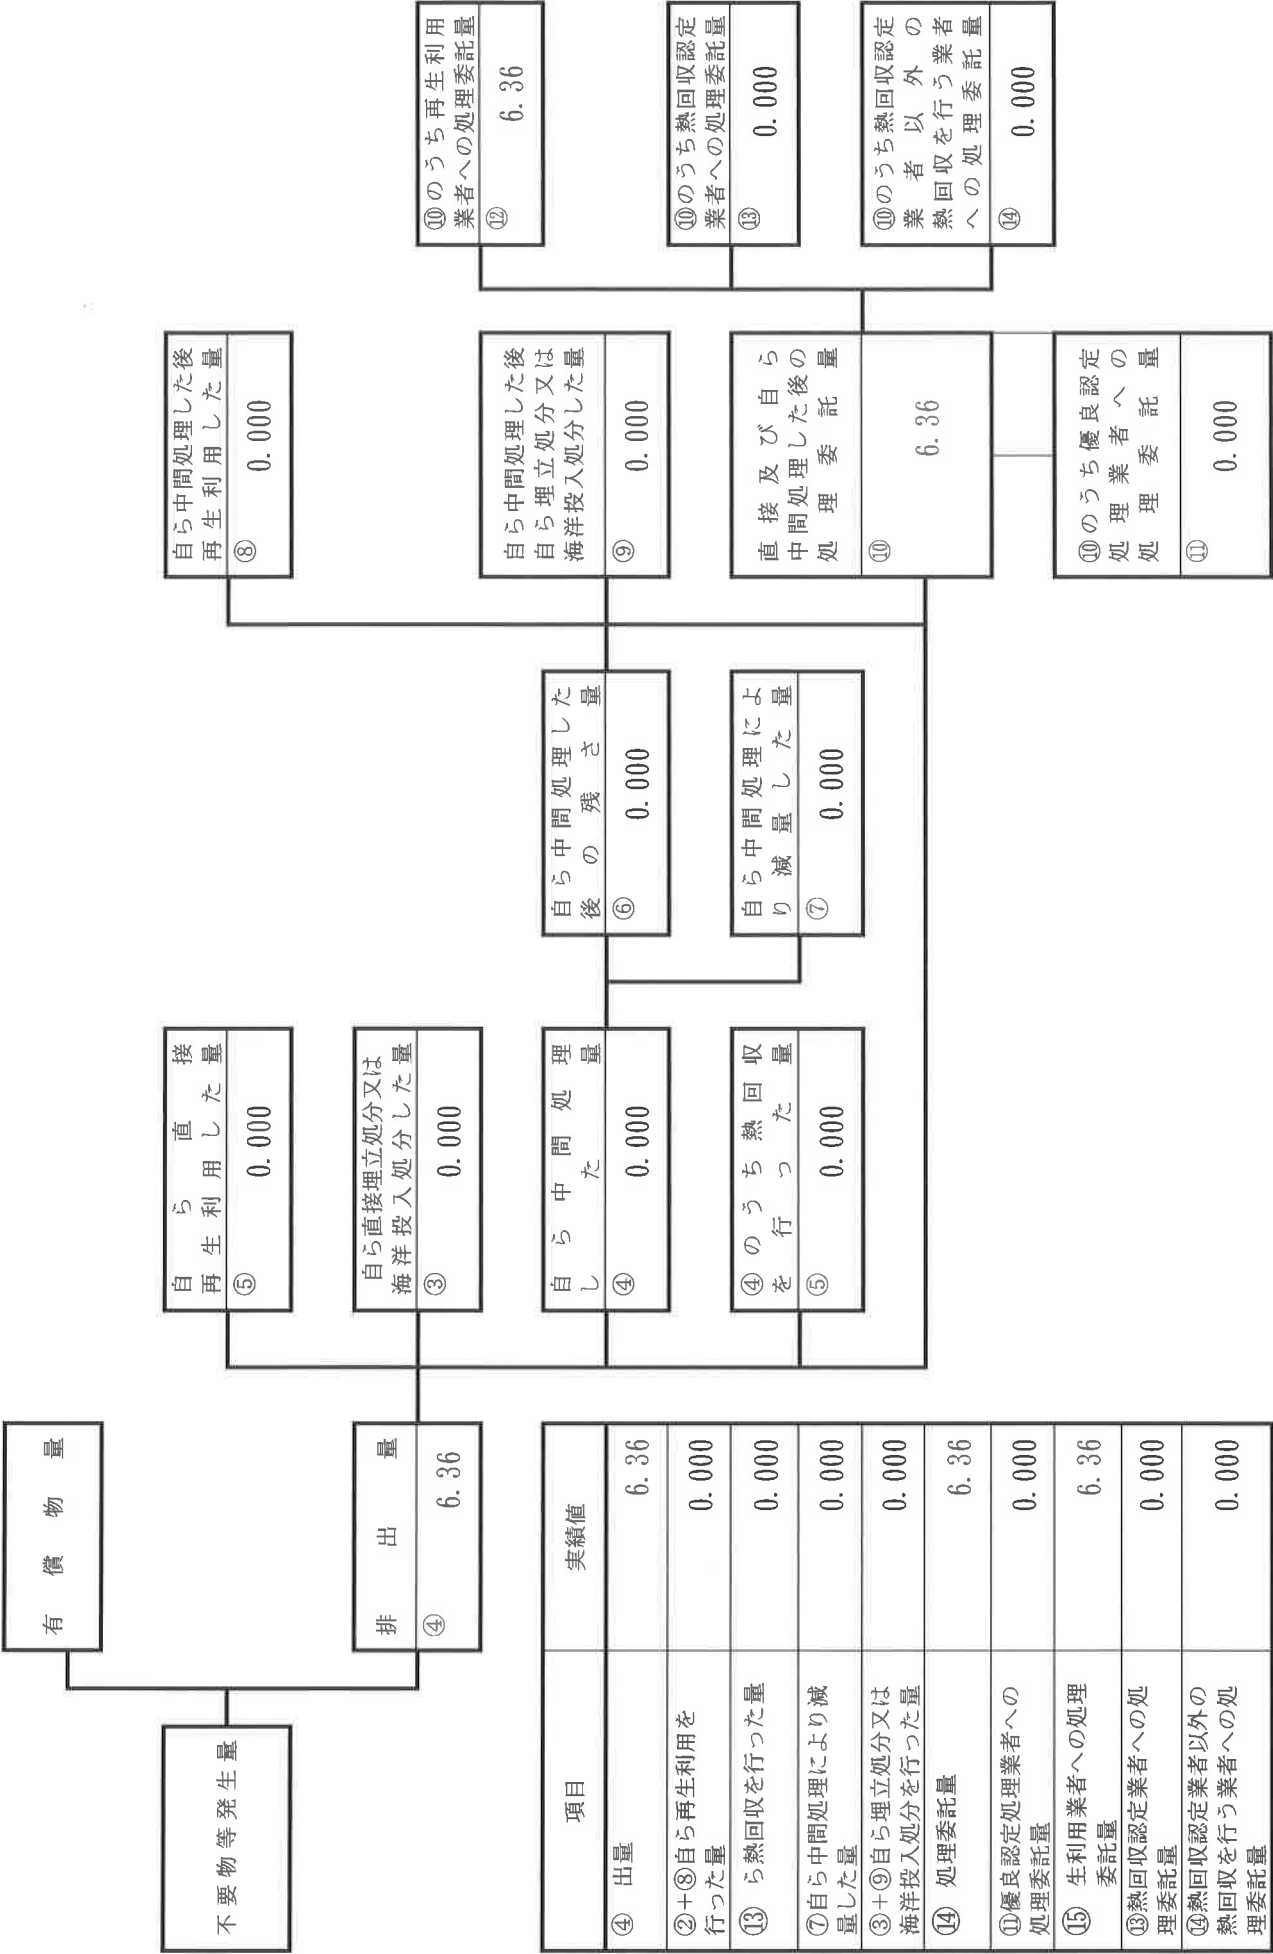 不要物等発生量
有償物量
排出量
④ 6.36
自ら直接
再生利用した量
⑤ 0.000
自ら直接埋立処分又は
海洋投入処分した量
③ 0.000
自ら中間処理
した量
④ 0.000
④のうち熱回収
を行った量
⑤ 0.000
自ら中間処理した
後の残さ量
⑥ 0.000
自ら中間処理によ
り減量した量
⑦ 0.000
自ら中間処理した後
再生利用した量
⑧ 0.000
自ら中間処理した後
自ら埋立処分又は
海洋投入処分した量
⑨ 0.000
直接及び自ら
中間処理した後の
処理委託量
⑩ 6.36
⑩のうち優良認定
処理業者への
処理委託量
⑪ 0.000
⑩のうち再生利用
業者への処理委託量
⑫ 6.36
⑩のうち熱回収認定
業者への処理委託量
⑬ 0.000
⑩のうち熱回収認定
業者以外の
熱回収を行う業者
への処理委託量
⑭ 0.000
項目 実績値
④ 出量 6.36
②+⑧自ら再生利用を
行った量 0.000
⑬ ら熱回収を行った量 0.000
⑦自ら中間処理により減
量した量 0.000
③+⑨自ら埋立処分又は
海洋投入処分を行った量 0.000
⑭ 処理委託量 6.36
⑪優良認定処理業者への
処理委託量 0.000
⑮ 生利用業者への処理
委託量 6.36
⑬熱回収認定業者への処
理委託量 0.000
⑭熱回収認定業者以外の
熱回収を行う業者への処
理委託量 0.000